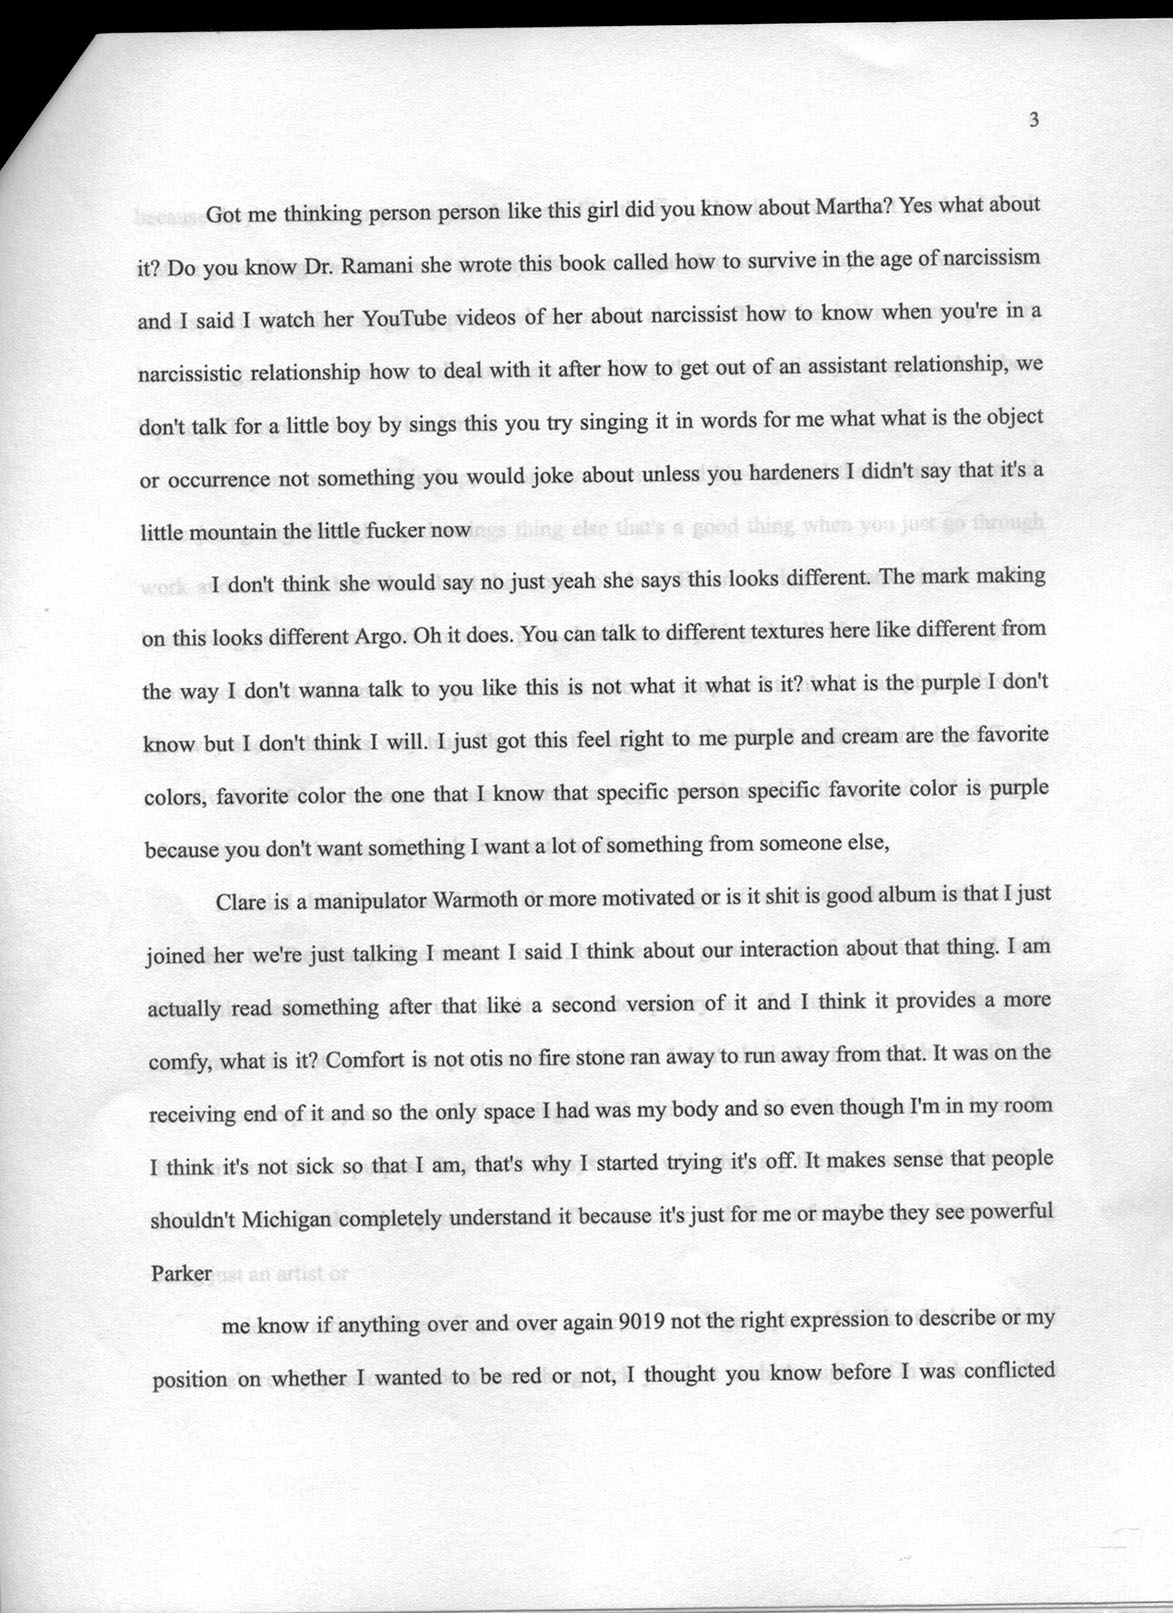 3
Got me thinking person person like this girl did you know about Martha? Yes what about
it? Do you know Dr. Ramani she wrote this book called how to survive in the age of narcissism
and I said I watch her YouTube videos of her about narcissist how to know when you're in a
narcissistic relationship how to deal with it after how to get out of an assistant relationship, we
don't talk for a little boy by sings this you try singing it in words for me what what is the object
or occurrence not something you would joke about unless you hardeners I didn't say that it's a
little mountain the little fucker now
I don't think she would say no just yeah she says this looks different. The mark making
on this looks different Argo. Oh it does. You can talk to different textures here like different from
the way I don't wanna talk to you like this is not what it what is it? what is the purple I don't
know but I don't think I will. I just got this feel right to me purple and cream are the favorite
colors, favorite color the one that I know that specific person specific favorite color is purple
because you don't want something I want a lot of something from someone else,
Clare is a manipulator Warmoth or more motivated or is it shit is good album is that I just
joined her we're just talking I meant I said I think about our interaction about that thing. I am
actually read something after that like a second version of it and I think it provides a more
comfy, what is it? Comfort is not otis no fire stone ran away to run away from that. It was on the
receiving end of it and so the only space I had was my body and so even though I'm in my room
I think it's not sick so that I am, that's why I started trying it's off. It makes sense that people
shouldn't Michigan completely understand it because it's just for me or maybe they see powerful
Parker
me know if anything over and over again 9019 not the right expression to describe or my
position on whether I wanted to be red or not, I thought you know before I was conflicted